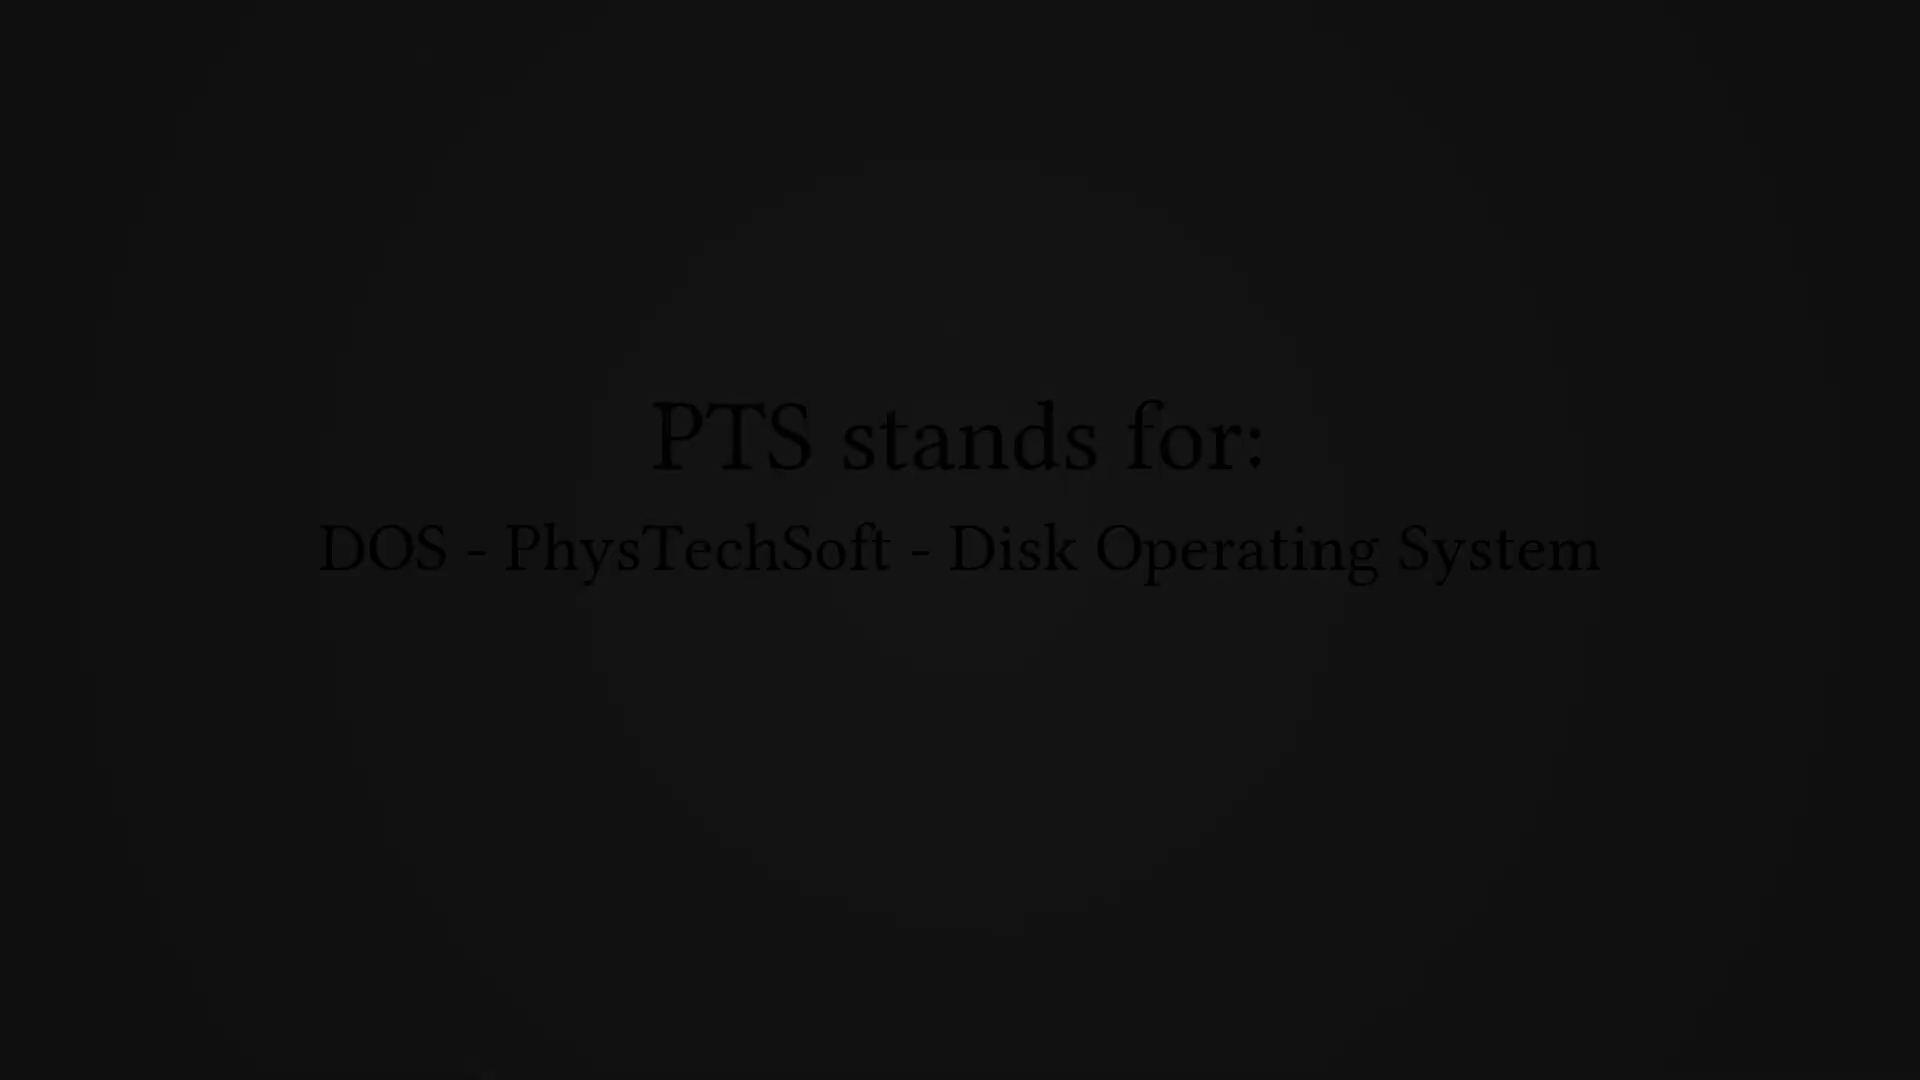 PTS stands for:
DOS - PhysTechSoft - Disk Operating System